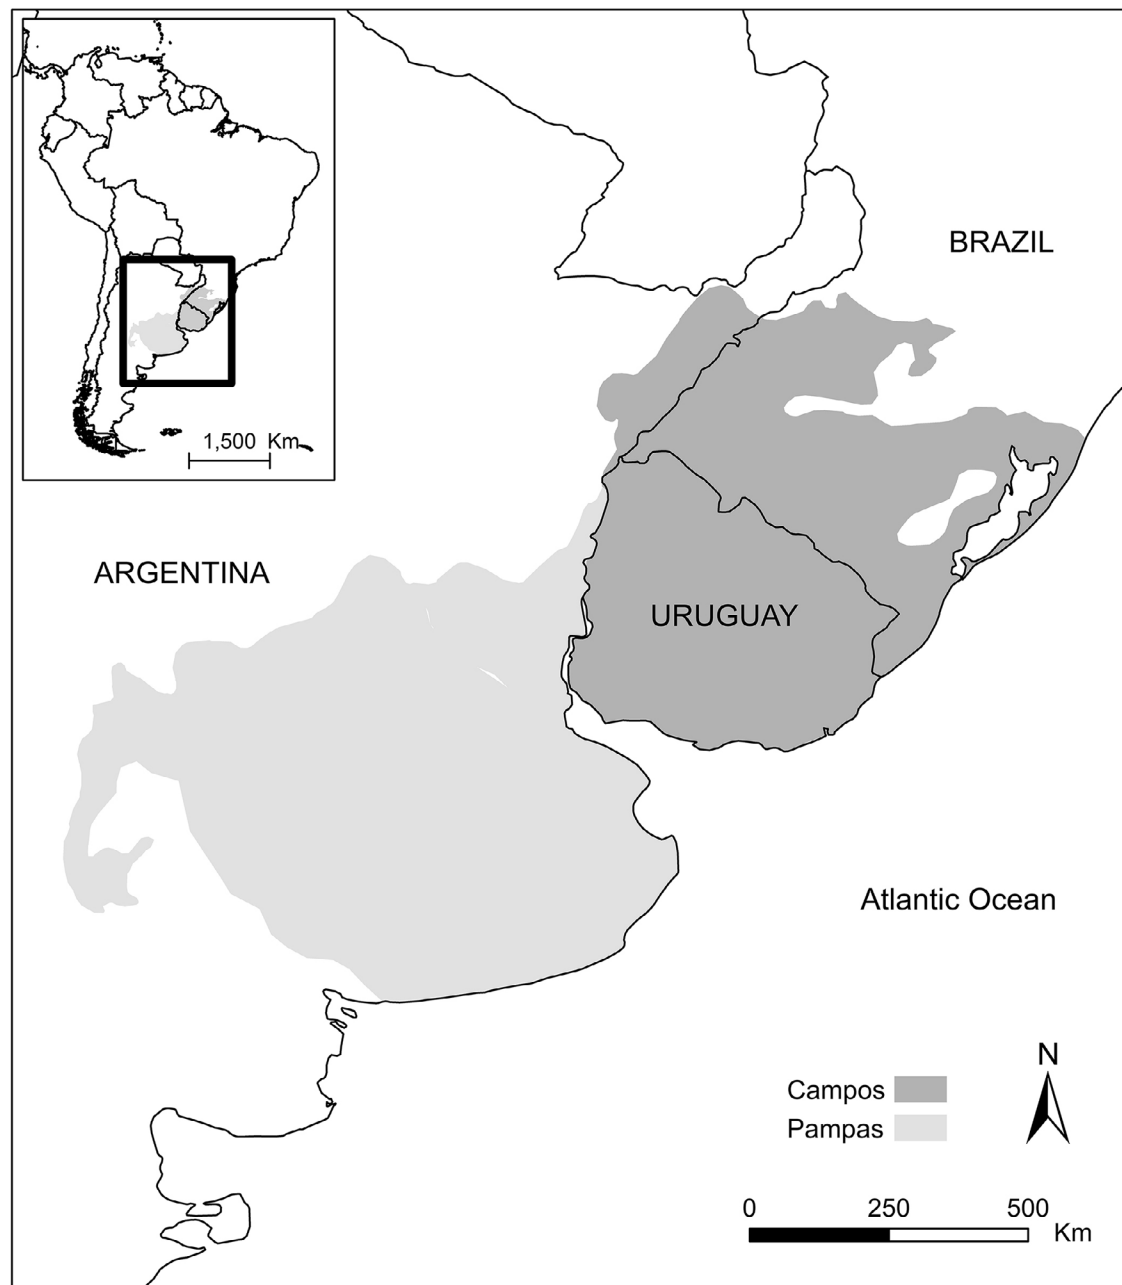 1,500 Km
BRAZIL
ARGENTINA
URUGUAY
Atlantic Ocean
N
Campos
Pampas
0 250 500
Km